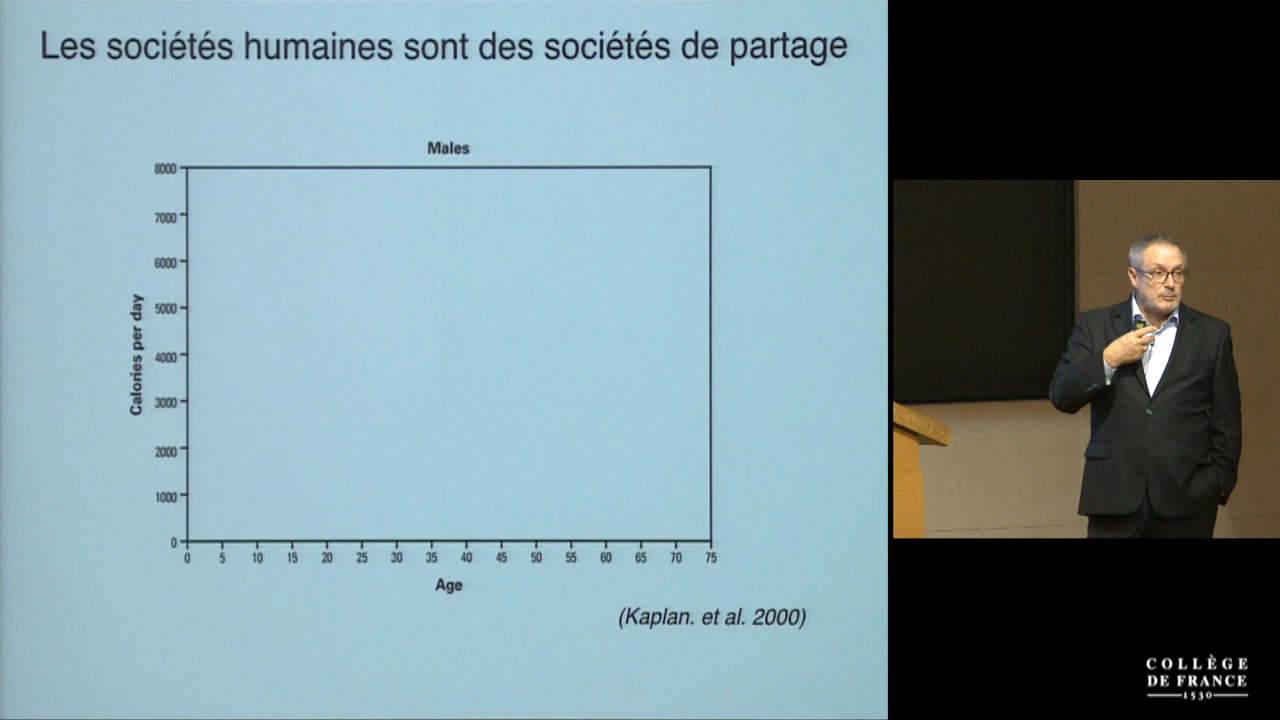 Les sociétés humaines sont des sociétés de partage
Males
8000
7000
6000
5000
4000
3000
2000
1000
0
Calories per day
0 5 10 15 20 25 30 35 40 45 50 55 60 65 70 75
Age
(Kaplan. et al. 2000)
COLLÈGE
DE FRANCE
1530